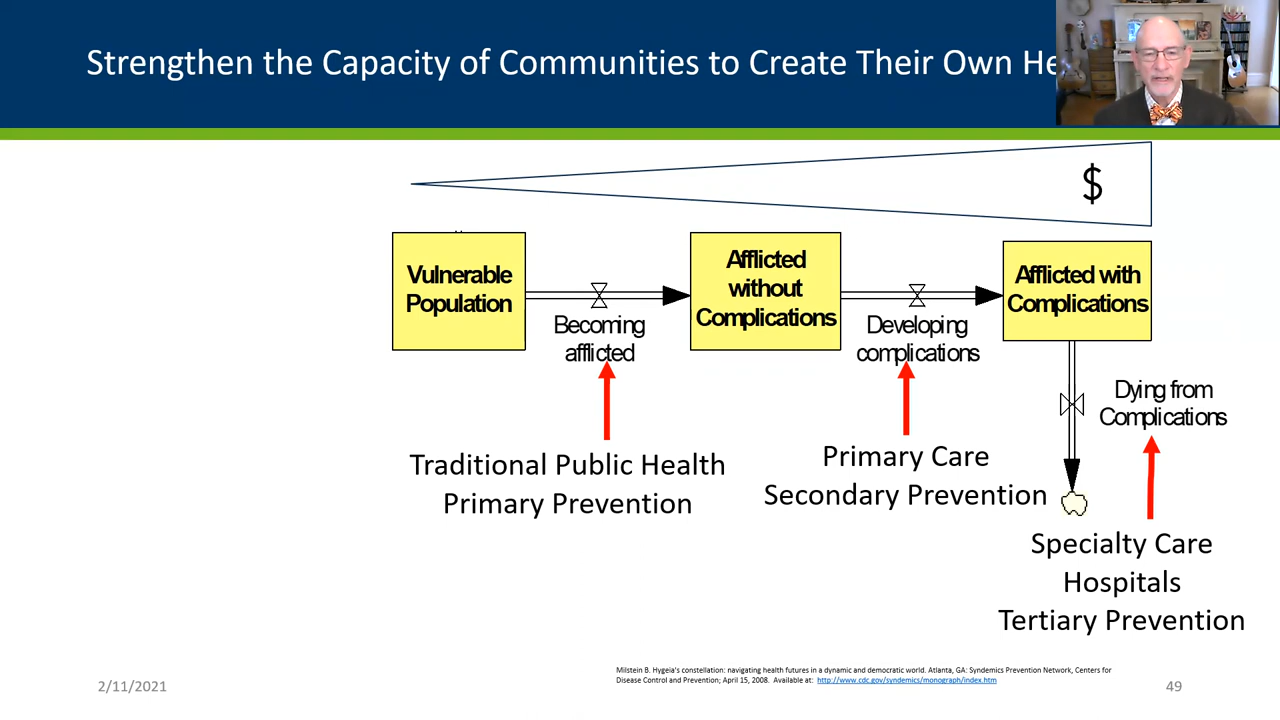 Strengthen the Capacity of Communities to Create Their Own
$
Vulnerable
Population
Becoming
afflicted
Afflicted
without
Complications
Developing
complications
Afflicted with
Complications
Dying from
Complications
Traditional Public Health
Primary Prevention
Primary Care
Secondary Prevention
Specialty Care
Hospitals
Tertiary Prevention
Milstein B. Hygeia's constellation: navigating health futures in a dynamic and democratic world. Atlanta, GA: Syndemics Prevention Network, Centers for
Disease Control and Prevention; April 15, 2008. Available at: http://www.cdc.gov/syndemics/monograph/index.htm
2/11/2021
49